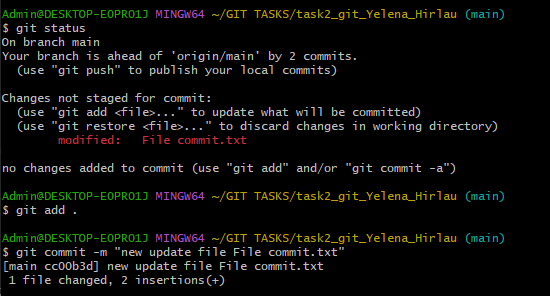 Admin@DESKTOP-EOPRO1J MINGW64 ~/GIT TASKS/task2_git_Yelena_Hirlau (main)
$ git status
On branch main
Your branch is ahead of 'origin/main' by 2 commits.
  (use "git push" to publish your local commits)

Changes not staged for commit:
  (use "git add <file>..." to update what will be committed)
  (use "git restore <file>..." to discard changes in working directory)
        modified:   File commit.txt

no changes added to commit (use "git add" and/or "git commit -a")

Admin@DESKTOP-EOPRO1J MINGW64 ~/GIT TASKS/task2_git_Yelena_Hirlau (main)
$ git add .

Admin@DESKTOP-EOPRO1J MINGW64 ~/GIT TASKS/task2_git_Yelena_Hirlau (main)
$ git commit -m "new update file File commit.txt"
[main cc00b3d] new update file File commit.txt
 1 file changed, 2 insertions(+)